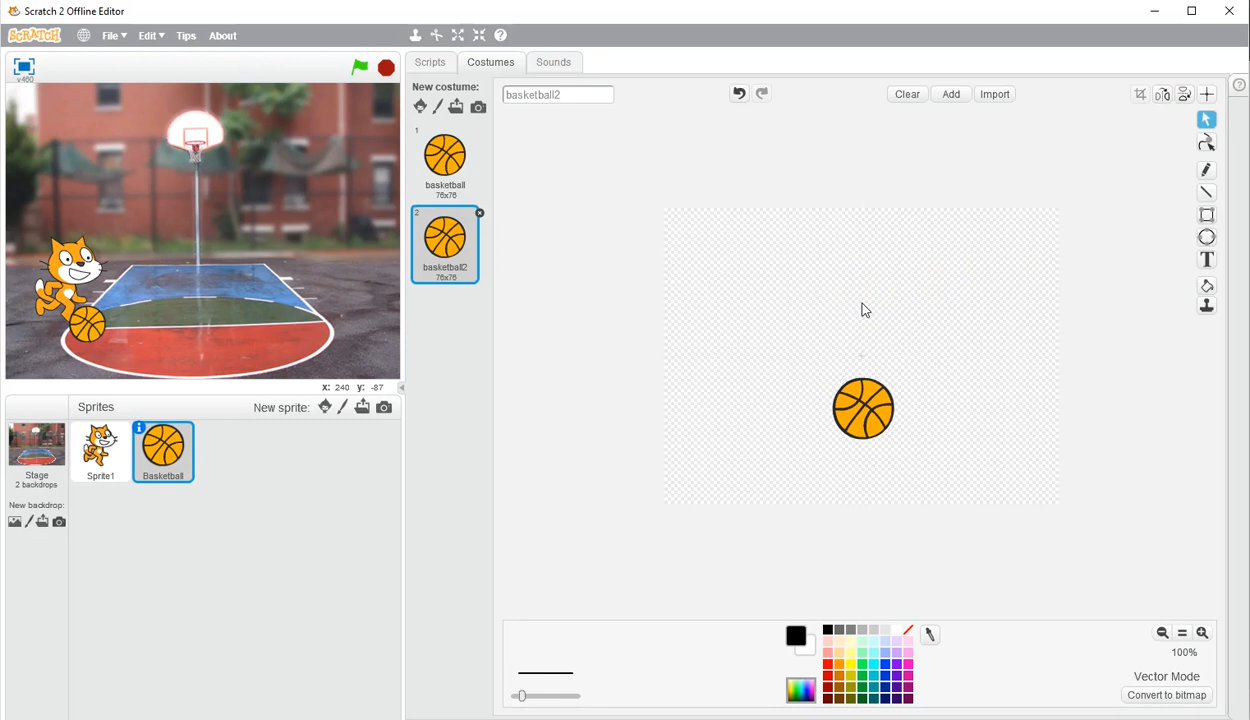 Scratch 2 Offline Editor
SCRATCH File Edit Tips About
v460
Scripts Costumes Sounds
New costume:
basketball2
Clear Add Import
1
basketball
76x76
2
basketball2
76x76
T
x: 240 y: -87
Sprites New sprite:
Stage
2 backdrops
New backdrop:
Sprite1
Basketball
100%
Vector Mode
Convert to bitmap